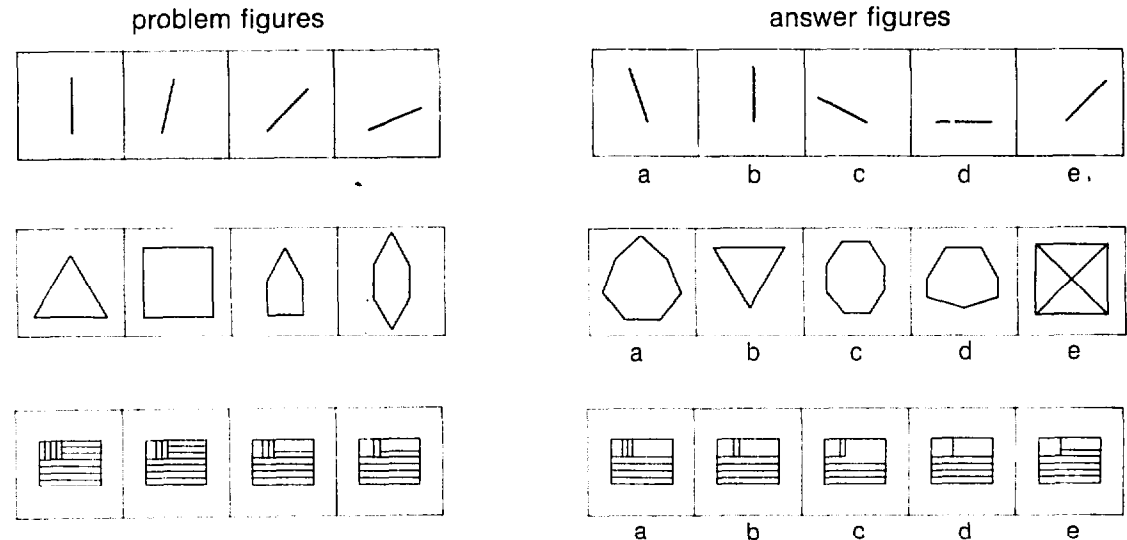 problem figures
answer figures
a b c d e.
a b c d e
a b c d e